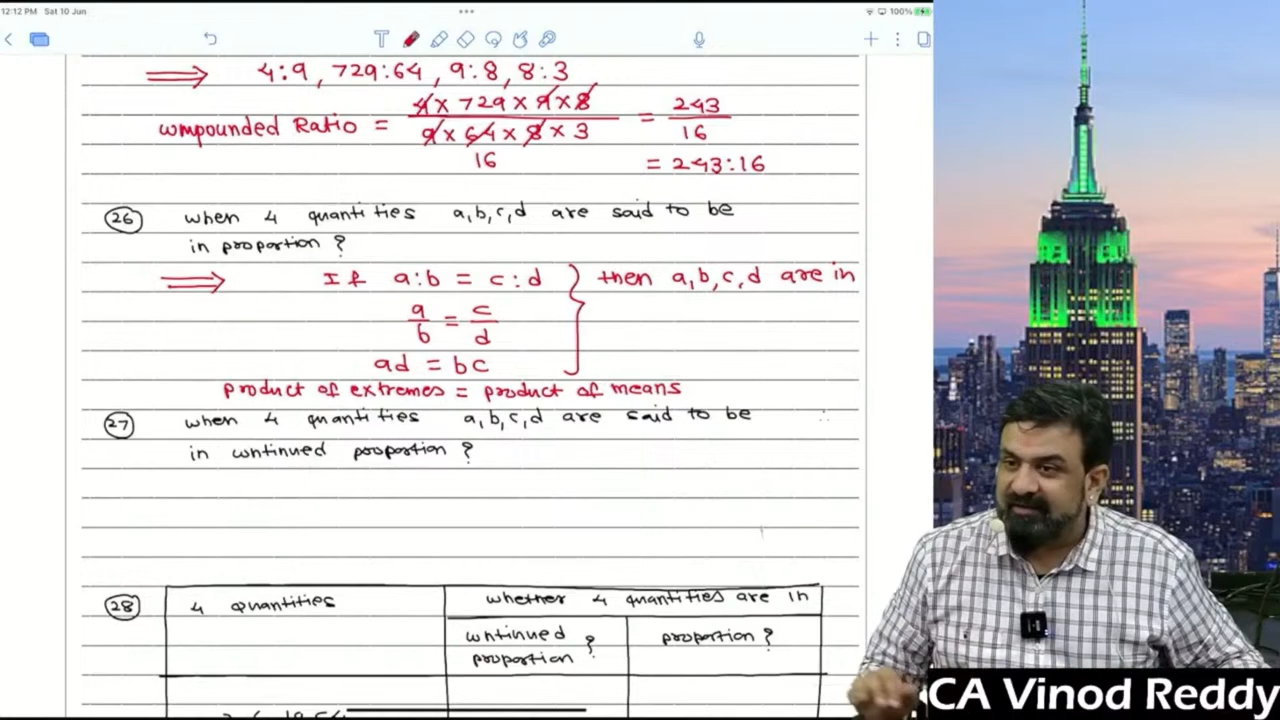 12:12 PM Sat 10 Jun
100%
T
⟹ 4:9, 729:64, 9:8, 8:3
compounded Ratio = 4 × 729 × 9 × 8 / 9 × 64 × 8 × 3 = 243/16
16
= 243:16
26 when 4 quantities a,b,c,d are said to be
in proportion ?
⟹ If a:b = c:d } then a,b,c,d are in
a/b = c/d
ad = bc
product of extremes = product of means
27 when 4 quantities a,b,c,d are said to be
in continued proportion ?
28 4 quantities
whether 4 quantities are in
continued proportion ?
proportion ?
CA Vinod Reddy